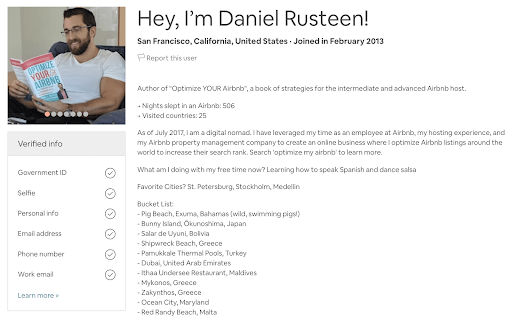 Hey, I'm Daniel Rusteen!
San Francisco, California, United States · Joined in February 2013
Report this user
OPTIMIZE
YOUR
AIRBNB
Author of "Optimize YOUR Airbnb", a book of strategies for the intermediate and advanced Airbnb host.
• Nights slept in an Airbnb: 506
• Visited countries: 25
As of July 2017, I am a digital nomad. I have leveraged my time as an employee at Airbnb, my hosting experience, and
my Airbnb property management company to create an online business where I optimize Airbnb listings around the
world to increase their search rank. Search 'optimize my airbnb' to learn more.
What am I doing with my free time now? Learning how to speak Spanish and dance salsa
Favorite Cities? St. Petersburg, Stockholm, Medellin
Bucket List:
- Pig Beach, Exuma, Bahamas (wild, swimming pigs!)
- Bunny Island, Ōkunoshima, Japan
- Salar de Uyuni, Bolivia
- Shipwreck Beach, Greece
- Pamukkale Thermal Pools, Turkey
- Dubai, United Arab Emirates
- Ithaa Undersee Restaurant, Maldives
- Mykonos, Greece
- Zakynthos, Greece
- Ocean City, Maryland
- Red Randy Beach, Malta
Verified info
Government ID
Selfie
Personal info
Email address
Phone number
Work email
Learn more »